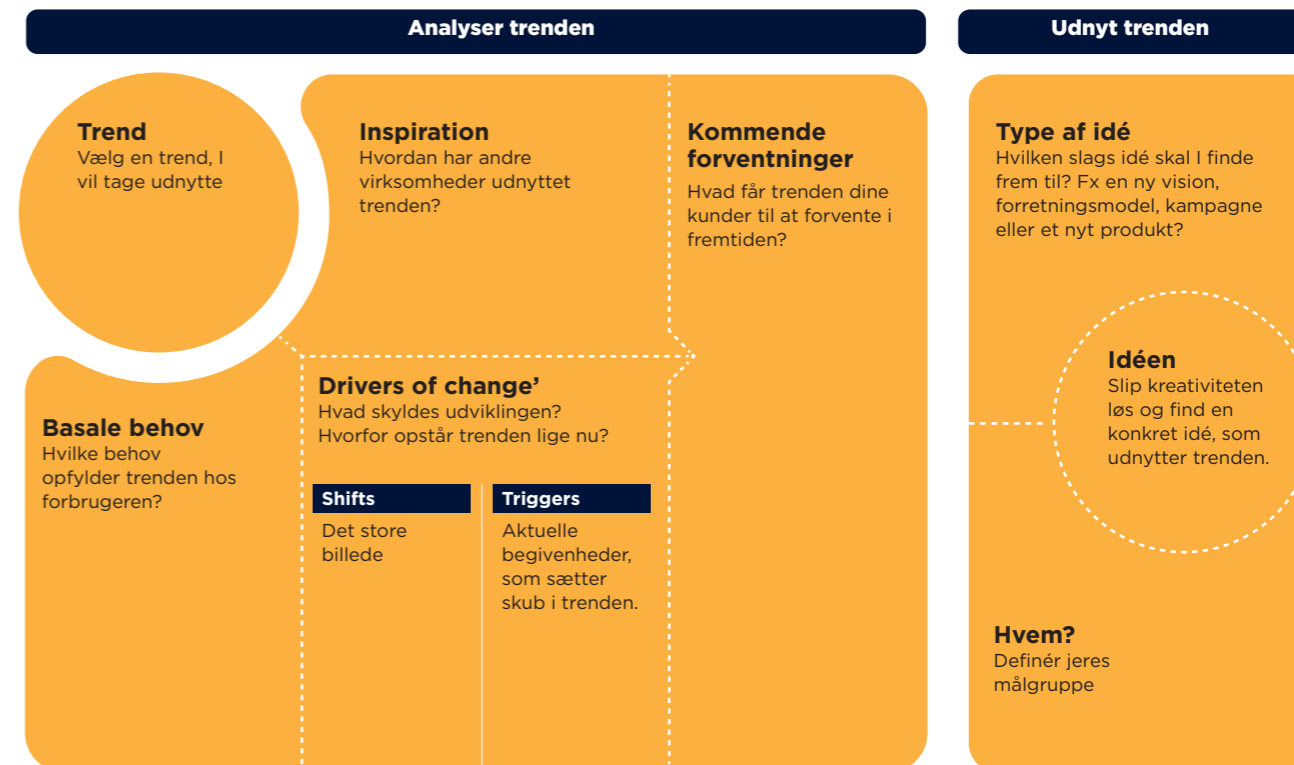 Analyser trenden
Trend
Vælg en trend, I
vil tage udnytte
Inspiration
Hvordan har andre
virksomheder udnyttet
trenden?
Kommende
forventninger
Hvad får trenden dine
kunder til at forvente i
fremtiden?
Basale behov
Hvilke behov
opfylder trenden hos
forbrugeren?
Drivers of change’
Hvad skyldes udviklingen?
Hvorfor opstår trenden lige nu?
Shifts
Det store
billede
Triggers
Aktuelle
begivenheder,
som sætter
skub i trenden.
Udnyt trenden
Type af idé
Hvilken slags idé skal I finde
frem til? Fx en ny vision,
forretningsmodel, kampagne
eller et nyt produkt?
Idéen
Slip kreativiteten
løs og find en
konkret idé, som
udnytter trenden.
Hvem?
Definér jeres
målgruppe